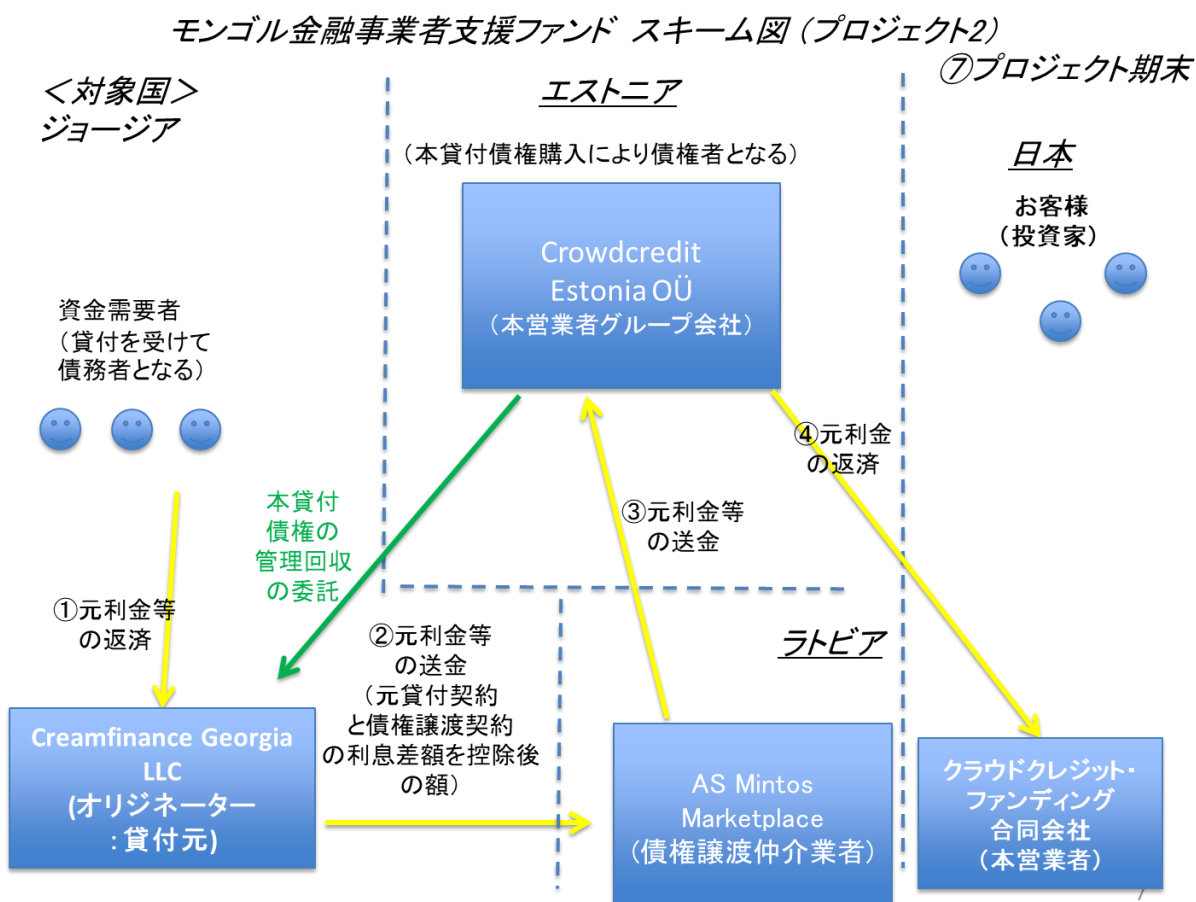 モンゴル金融事業者支援ファンド スキーム図（プロジェクト2）
＜対象国＞
ジョージア
エストニア
⑦プロジェクト期末
（本貸付債権購入により債権者となる）
日本
お客様
（投資家）
Crowdcredit
Estonia OÜ
（本営業者グループ会社）
資金需要者
（貸付を受けて
債務者となる）
④元利金
の返済
本貸付
債権の
管理回収
の委託
③元利金等
の送金
①元利金等
の返済
②元利金等
の送金
（元貸付契約
と債権譲渡契約
の利息差額を控除後
の額）
ラトビア
Creamfinance Georgia
LLC
(オリジネーター
：貸付元)
AS Mintos
Marketplace
（債権譲渡仲介業者）
クラウドクレジット・
ファンディング
合同会社
（本営業者）